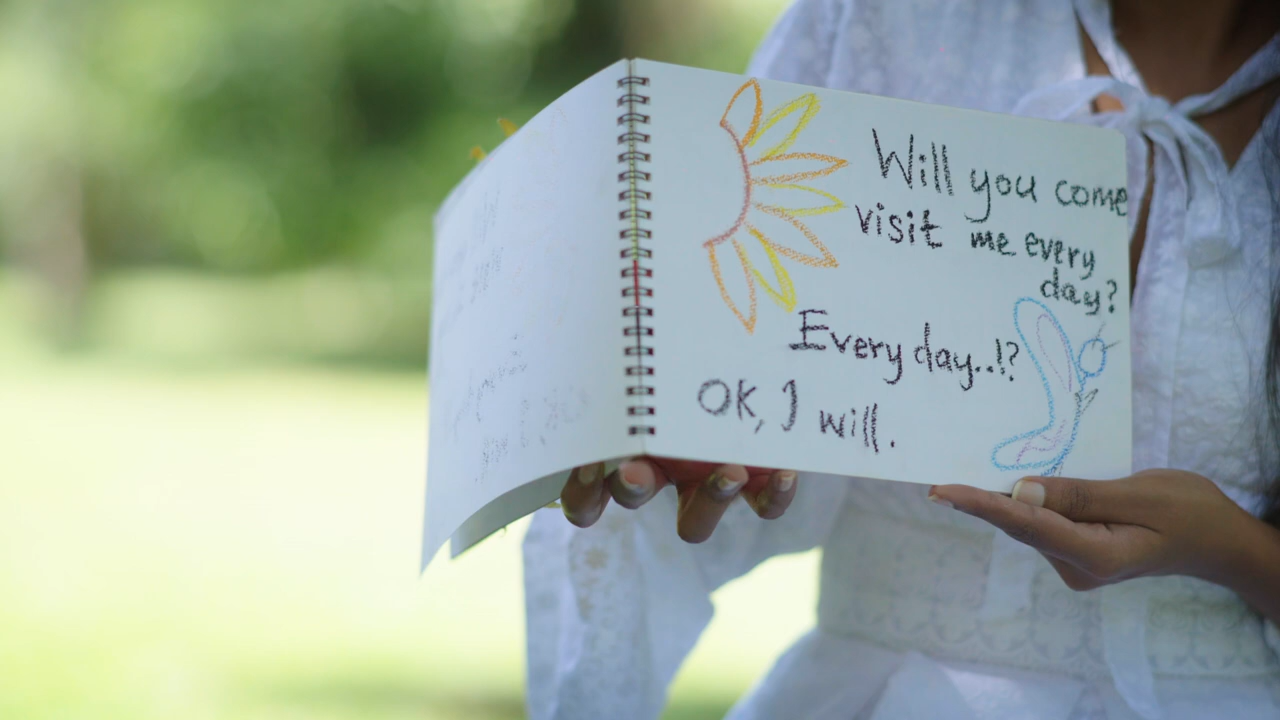 Will you come
visit me every
day?
Every day..!?
OK, I will.